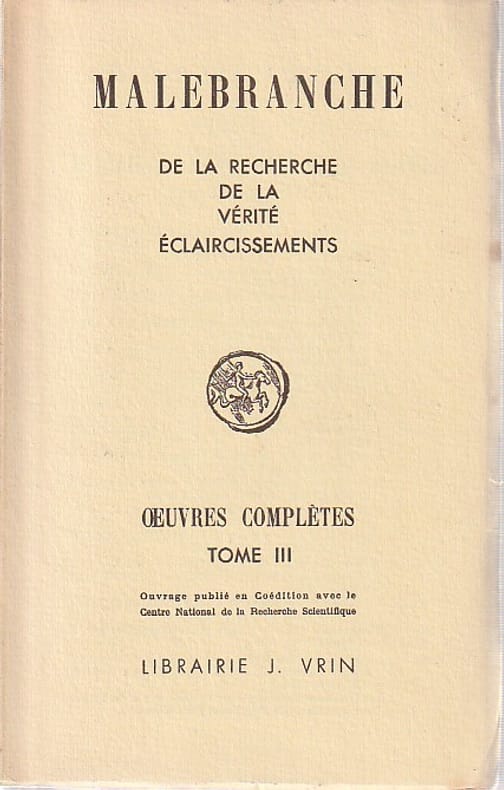 MALEBRANCHE
DE LA RECHERCHE
DE LA
VÉRITÉ
ÉCLAIRCISSEMENTS
ŒUVRES COMPLÈTES
TOME III
Ouvrage publié en Coédition avec le
Centre National de la Recherche Scientifique
LIBRAIRIE J. VRIN